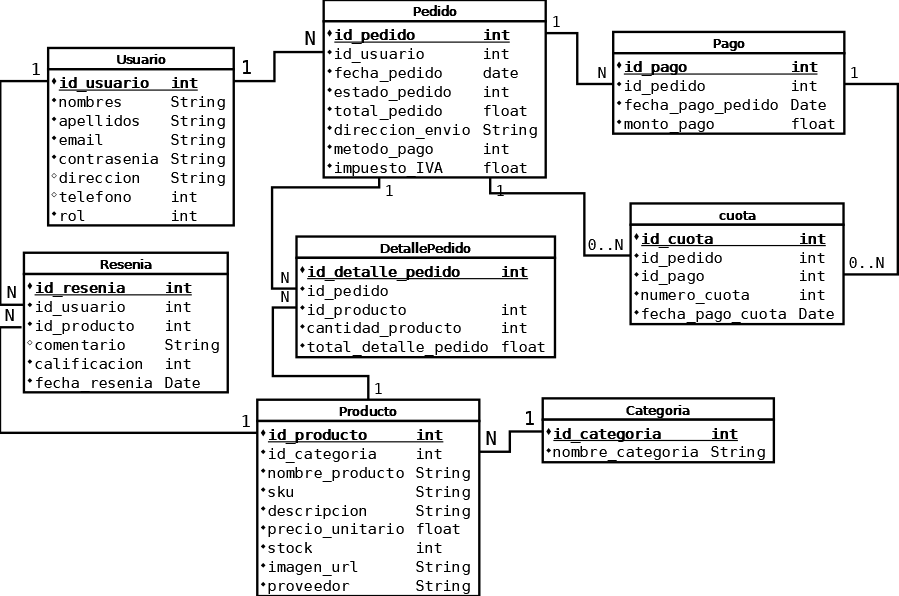 Pedido
id_pedido int
id_usuario int
fecha_pedido date
estado_pedido int
total_pedido float
direccion_envio String
metodo_pago int
impuesto_IVA float
Usuario
id_usuario int
nombres String
apellidos String
email String
contrasenia String
direccion String
telefono int
rol int
Pago
id_pago int
id_pedido int
fecha_pago_pedido Date
monto_pago float
1
1
N
1
N
1
1
1
cuota
id_cuota int
id_pedido int
id_pago int
numero_cuota int
fecha_pago_cuota Date
0..N
0..N
DetallePedido
id_detalle_pedido int
id_pedido
id_producto int
cantidad_producto int
total_detalle_pedido float
N
N
Resenia
id_resenia int
id_usuario int
id_producto int
comentario String
calificacion int
fecha_resenia Date
N
N
1
1
Producto
id_producto int
id_categoria int
nombre_producto String
sku String
descripcion String
precio_unitario float
stock int
imagen_url String
proveedor String
N
1
Categoria
id_categoria int
nombre_categoria String